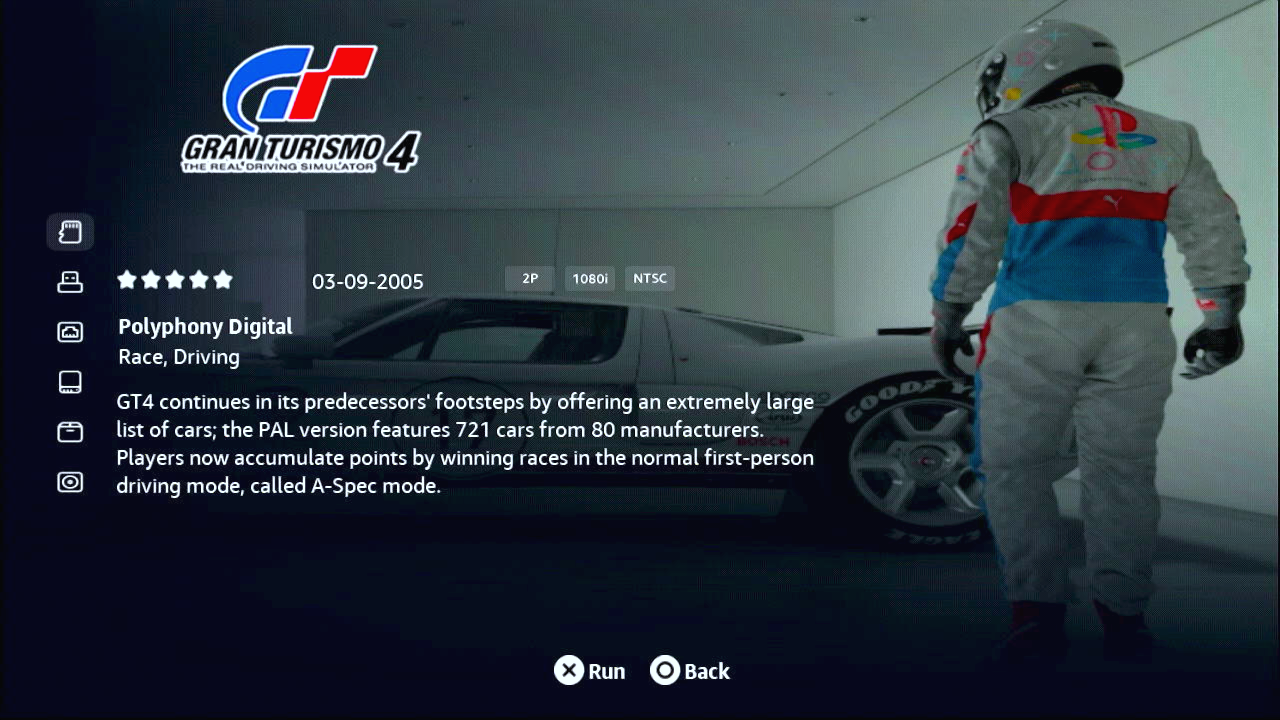 GRAN TURISMO 4
THE REAL DRIVING SIMULATOR
03-09-2005
2P
1080i
NTSC
Polyphony Digital
Race, Driving
GT4 continues in its predecessors' footsteps by offering an extremely large
list of cars; the PAL version features 721 cars from 80 manufacturers.
Players now accumulate points by winning races in the normal first-person
driving mode, called A-Spec mode.
BOSCH
EAGLE
Run
Back